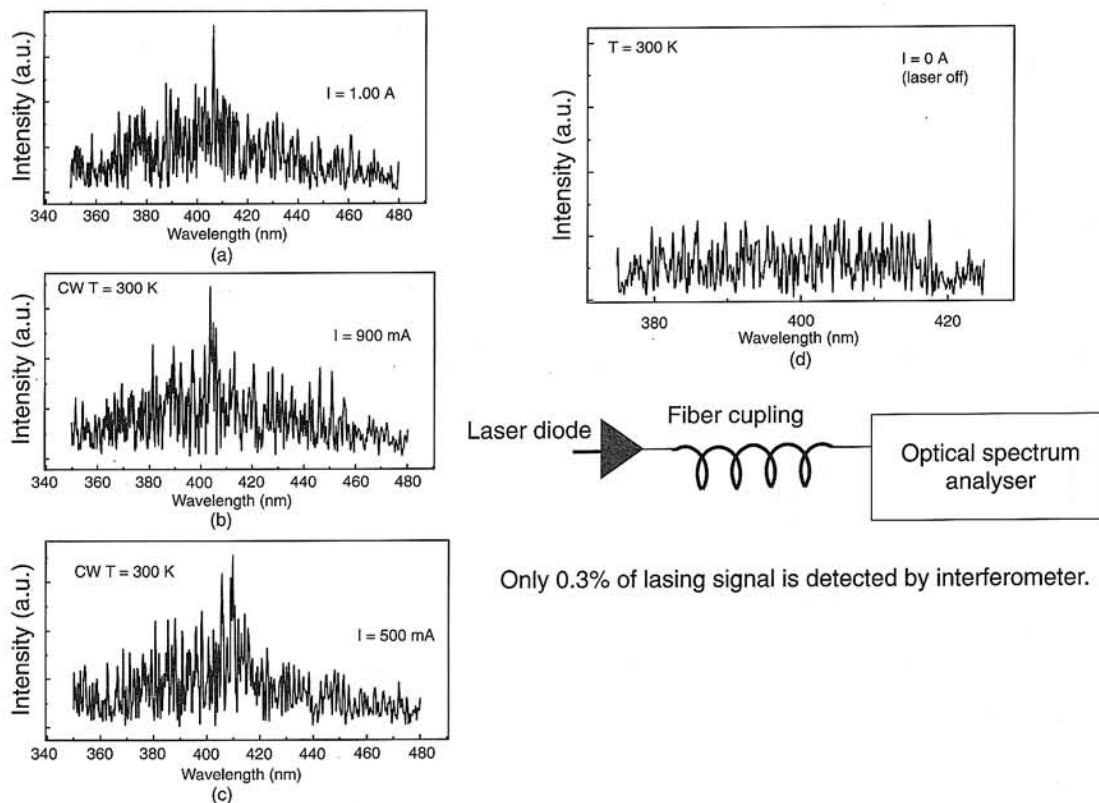 Intensity (a.u.)
I = 1.00 A
340 360 380 400 420 440 460 480
Wavelength (nm)
(a)
Intensity (a.u.)
CW T = 300 K
I = 900 mA
340 360 380 400 420 440 460 480
Wavelength (nm)
(b)
Intensity (a.u.)
CW T = 300 K
I = 500 mA
340 360 380 400 420 440 460 480
Wavelength (nm)
(c)
Intensity (a.u.)
T = 300 K
I = 0 A
(laser off)
380 400 420
Wavelength (nm)
(d)
Laser diode
Fiber cupling
Optical spectrum
analyser
Only 0.3% of lasing signal is detected by interferometer.